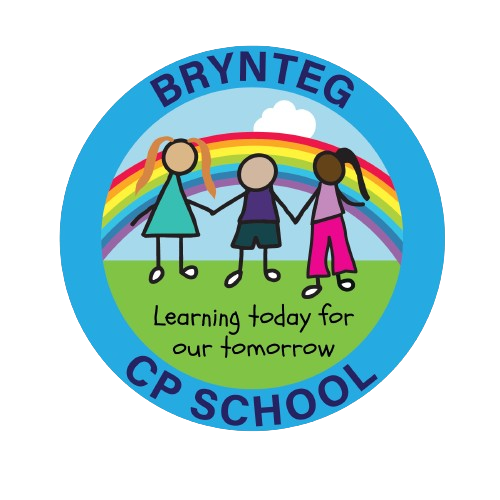 BRYNTEG
Learning today for
our tomorrow
CP SCHOOL